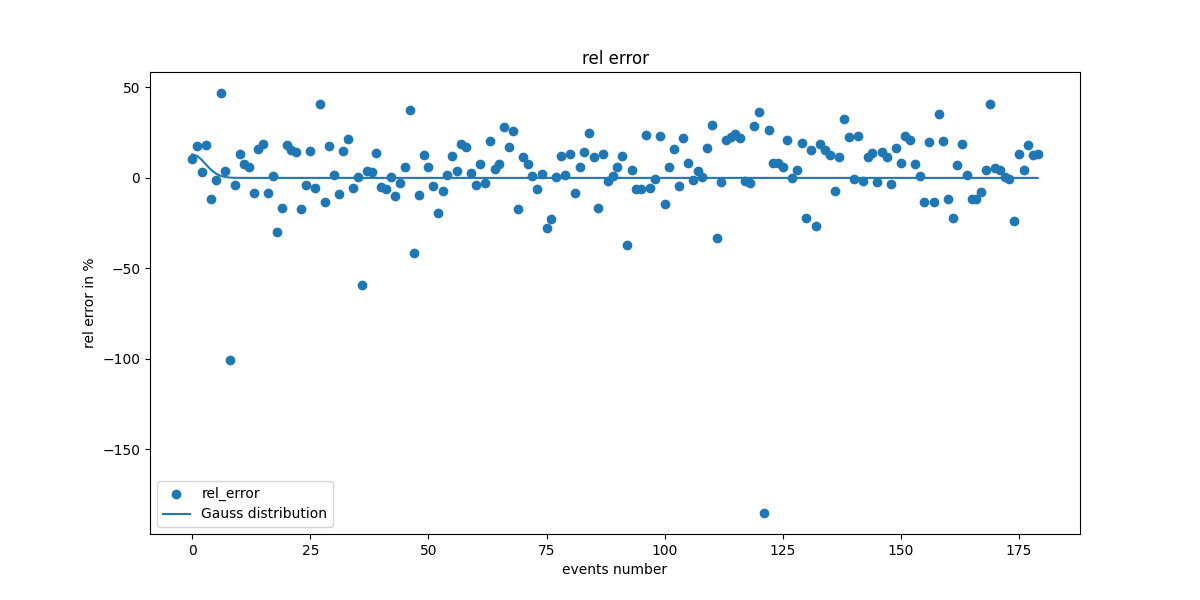 rel error
50
0
−50
−100
−150
rel error in %
rel_error
Gauss distribution
0 25 50 75 100 125 150 175
events number